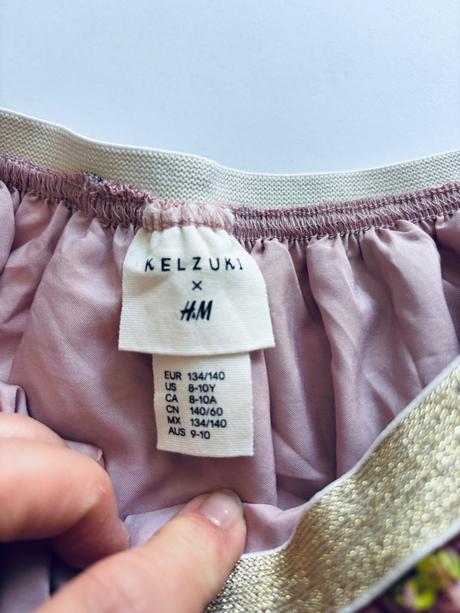 KELZUKI
×
H&M
EUR 134/140
US 8-10Y
CA 8-10A
CN 140/60
MX 134/140
AUS 9-10